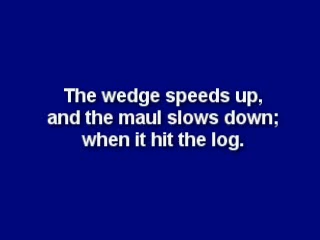 The wedge speeds up,
and the maul slows down;
when it hit the log.